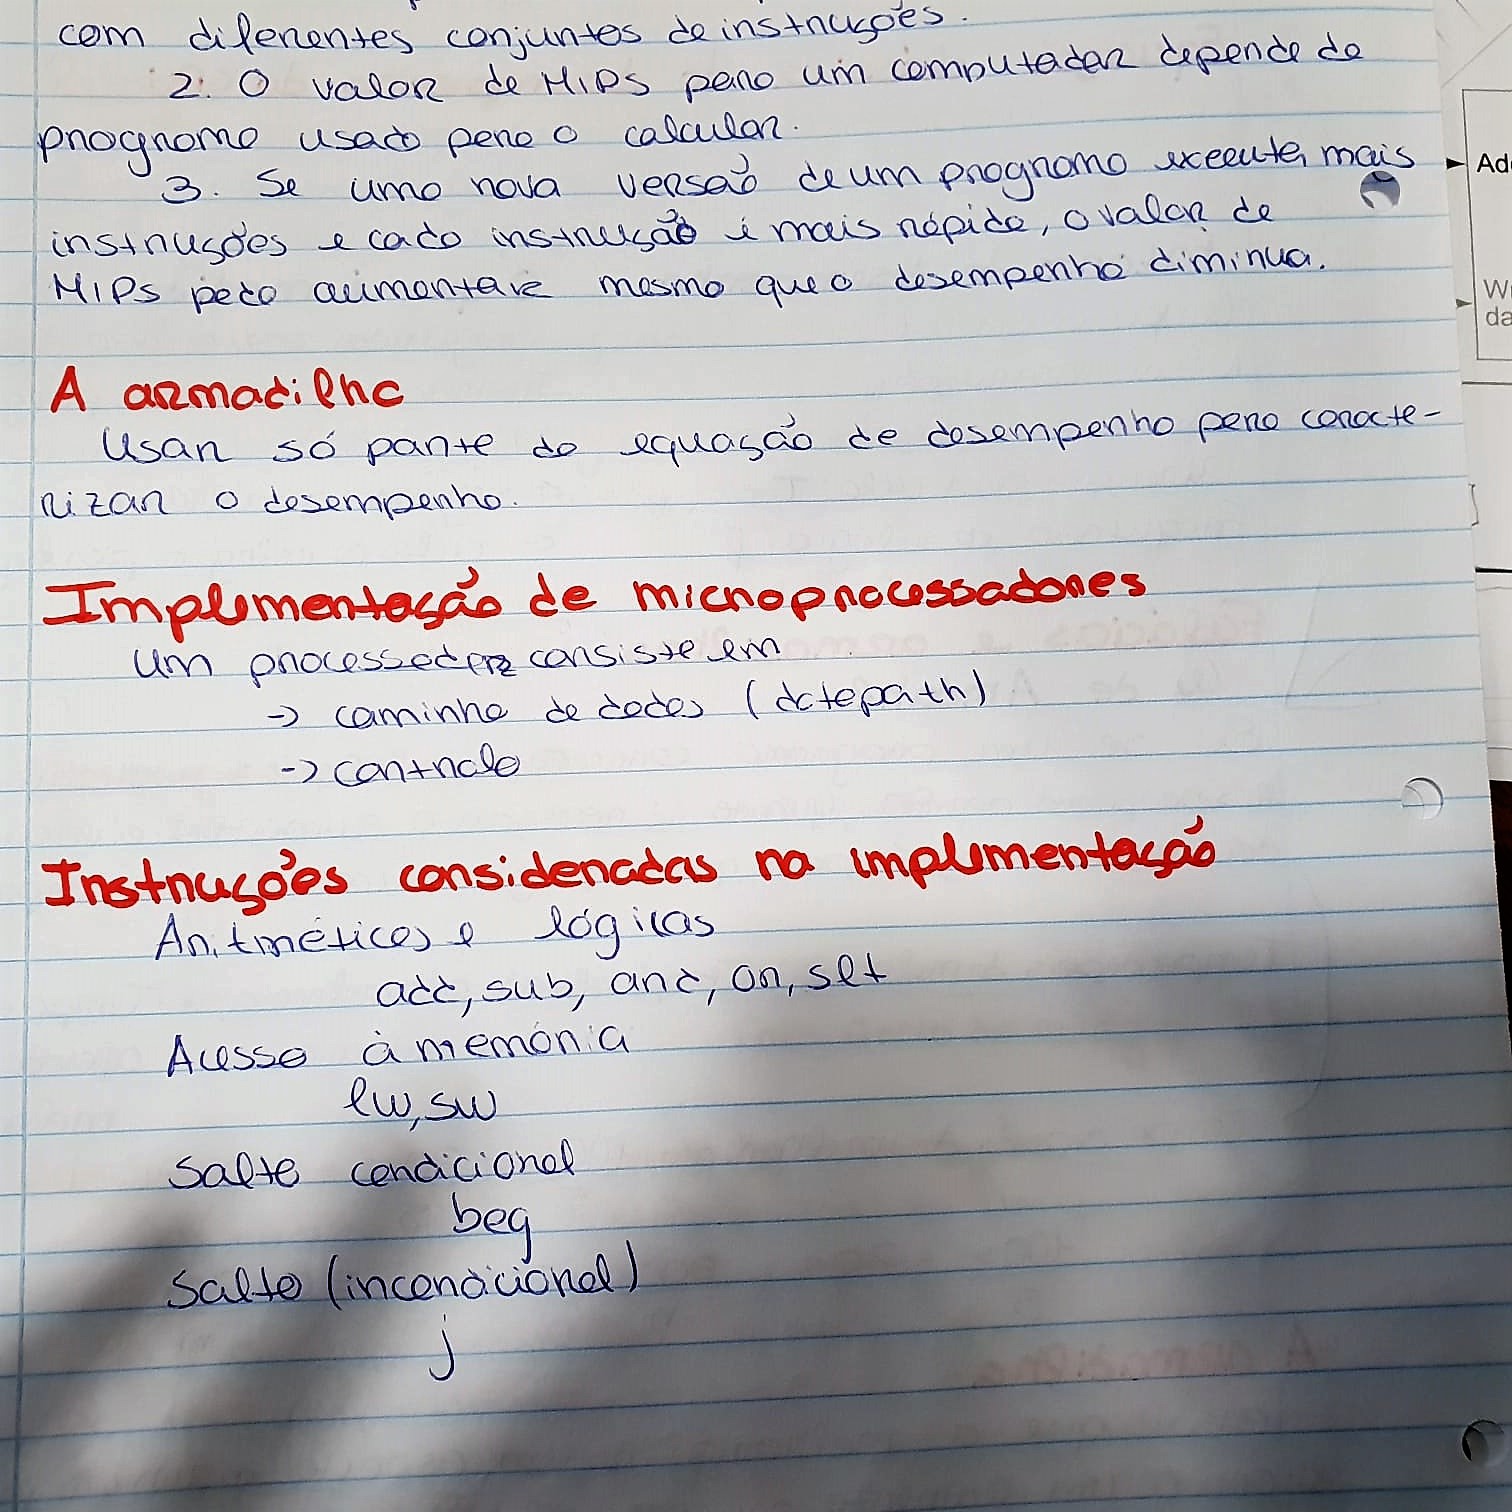 com diferentes conjuntos de instruções.
2. O valor de MIPS para um computador depende do
programa usado para o calcular.
3. Se uma nova versão de um programa executar mais
instruções e cada instrução é mais rápida, o valor de
MIPS pode aumentar e mesmo que o desempenho diminua.
A armadilha
Usar só parte da equação de desempenho para caracte-
rizar o desempenho.
Implementação de microprocessadores
Um processador consiste em
-> caminho de dados (datapath)
-> controlo
Instruções consideradas na implementação
Aritméticas e lógicas
add, sub, and, or, slt
Acesso à memória
lw, sw
Salto condicional
beq
Salto (incondicional)
j
Ad
W
da